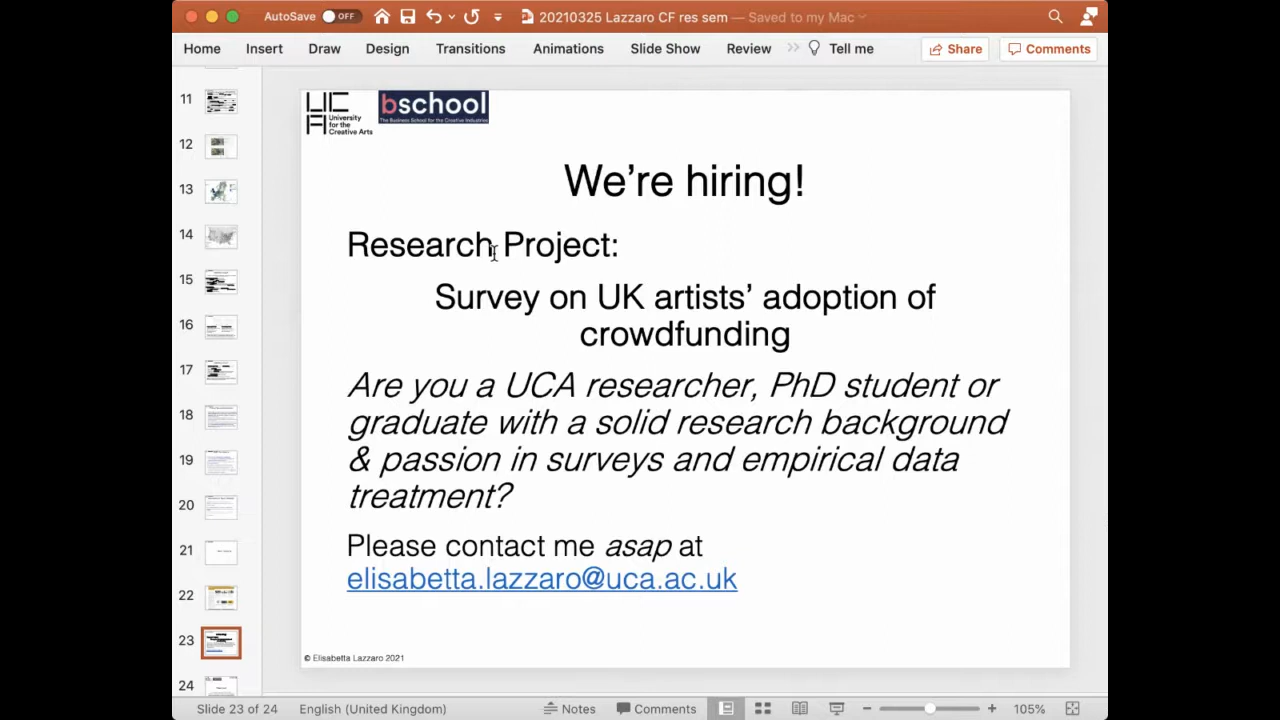 AutoSave OFF 20210325 Lazzaro CF res sem — Saved to my Mac
Home Insert Draw Design Transitions Animations Slide Show Review Tell me Share Comments
11
12
13
14
15
16
17
18
19
20
21
22
23
24
UCA University for the Creative Arts
bschool
The Business School for the Creative Industries
We’re hiring!
Research Project:
Survey on UK artists’ adoption of
crowdfunding
Are you a UCA researcher, PhD student or
graduate with a solid research background
& passion in surveys and empirical data
treatment?
Please contact me asap at
elisabetta.lazzaro@uca.ac.uk
© Elisabetta Lazzaro 2021
Slide 23 of 24 English (United Kingdom) Notes Comments 105%